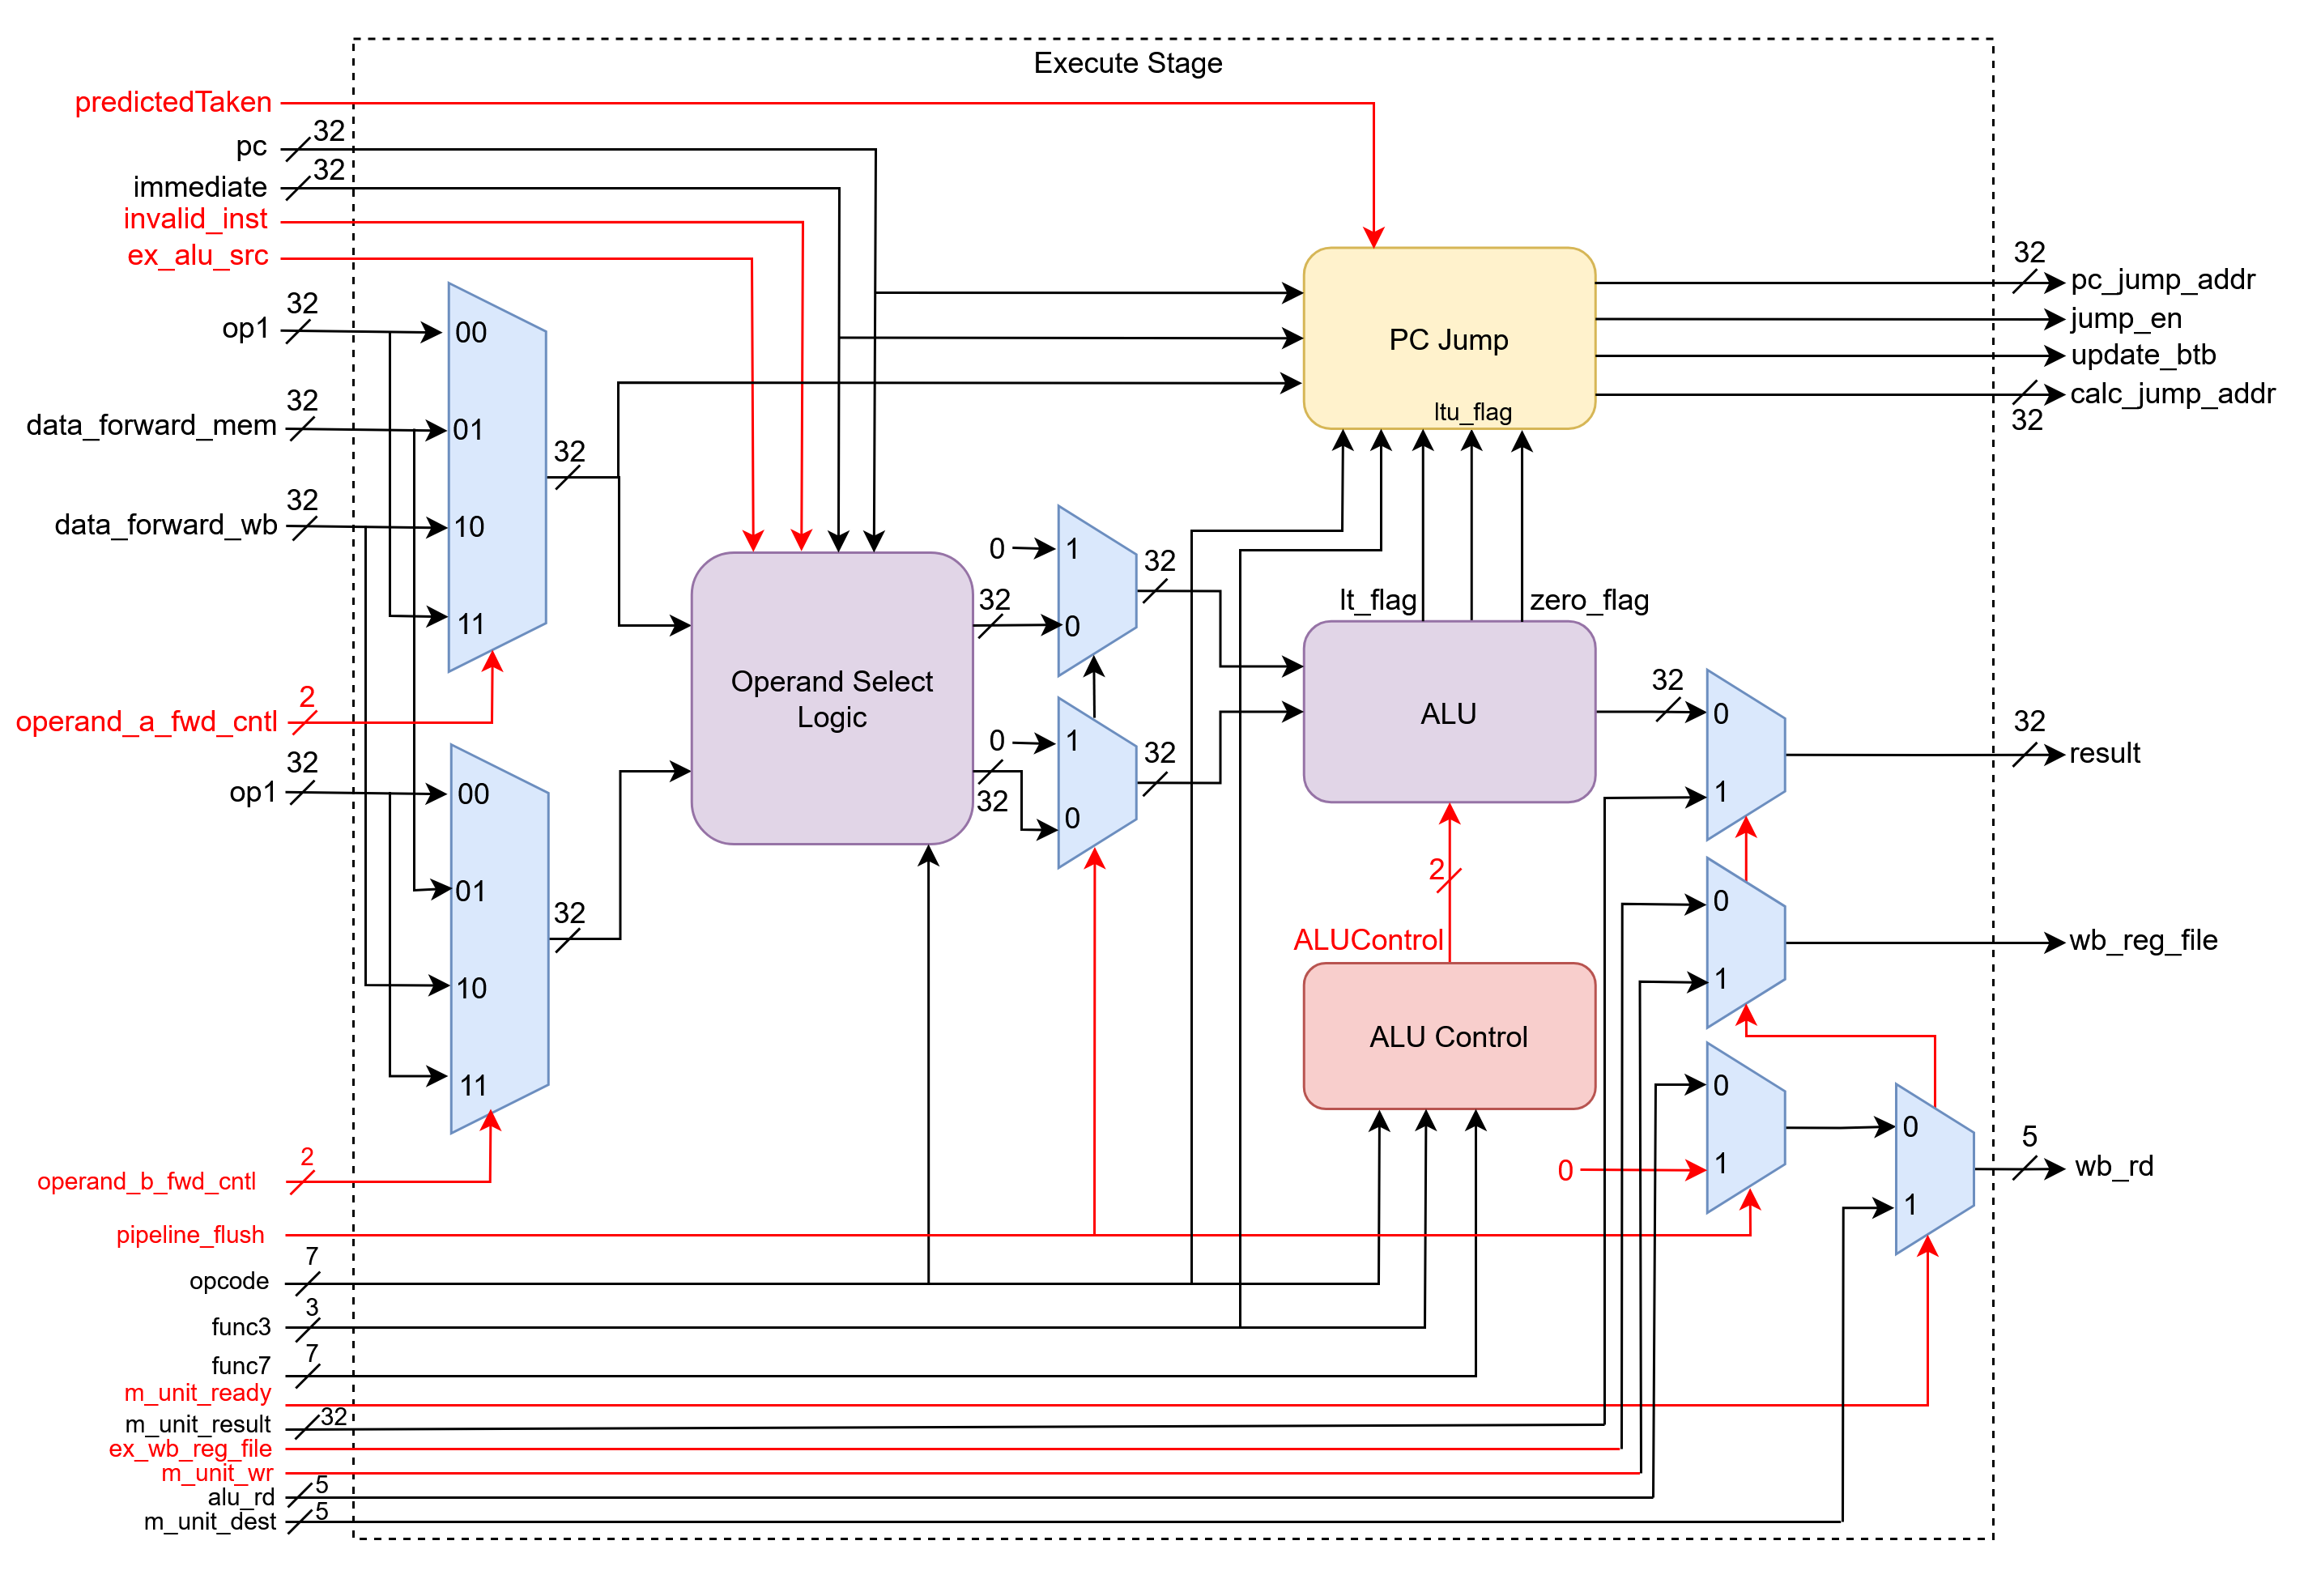 Execute Stage
predictedTaken
pc
32
immediate
32
invalid_inst
ex_alu_src
op1
32
data_forward_mem
32
data_forward_wb
32
operand_a_fwd_cntl
2
op1
32
operand_b_fwd_cntl
2
pipeline_flush
opcode
7
func3
3
func7
7
m_unit_ready
m_unit_result
32
ex_wb_reg_file
m_unit_wr
alu_rd
5
m_unit_dest
5
00
01
10
11
32
00
01
10
11
32
Operand Select
Logic
32
32
0
1
0
32
0
1
0
32
PC Jump
ltu_flag
lt_flag
zero_flag
ALU
2
ALUControl
ALU Control
32
0
1
0
1
0
1
0
0
1
32
pc_jump_addr
jump_en
update_btb
calc_jump_addr
32
32
result
wb_reg_file
5
wb_rd